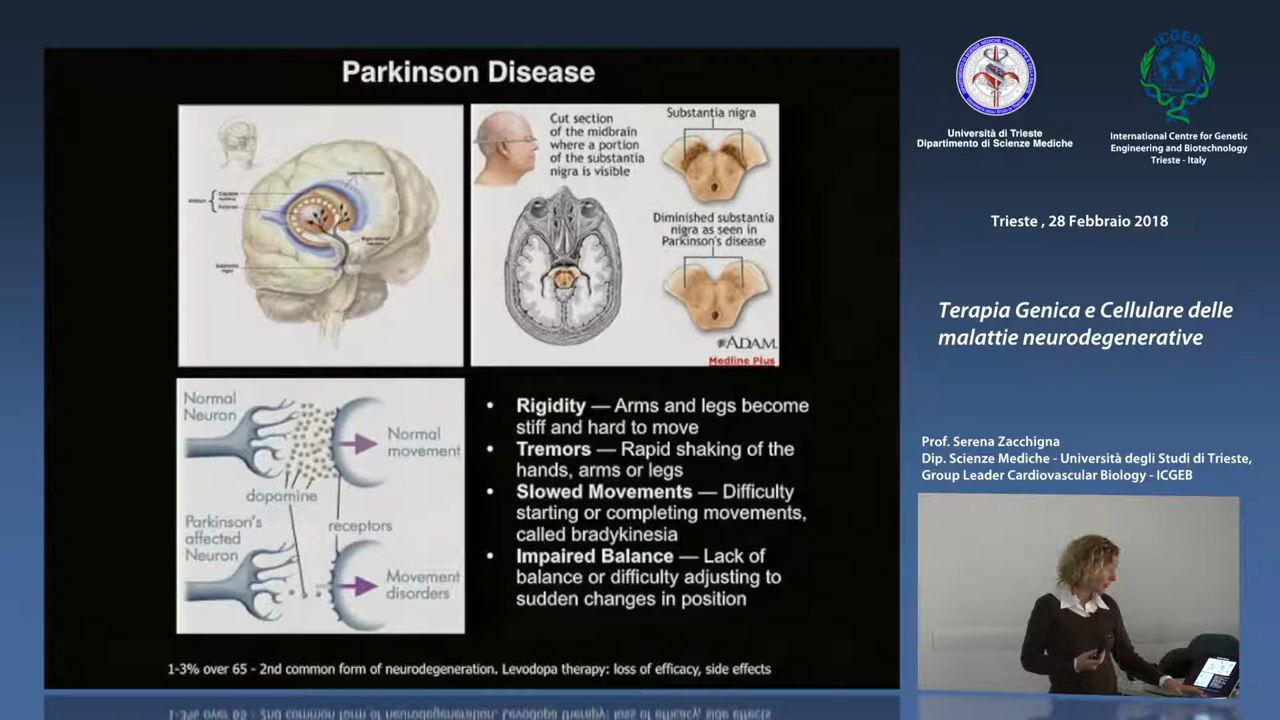 Parkinson Disease
Cut section
of the midbrain
where a portion
of the substantia
nigra is visible
Substantia nigra
Diminished substantia
nigra as seen in
Parkinson's disease
ADAM.
Medline Plus
Normal
Neuron
Normal
movement
dopamine
Parkinson's
affected
Neuron
receptors
Movement
disorders
• Rigidity — Arms and legs become
stiff and hard to move
• Tremors — Rapid shaking of the
hands, arms or legs
• Slowed Movements — Difficulty
starting or completing movements,
called bradykinesia
• Impaired Balance — Lack of
balance or difficulty adjusting to
sudden changes in position
1-3% over 65 - 2nd common form of neurodegeneration. Levodopa therapy: loss of efficacy, side effects
Università di Trieste
Dipartimento di Scienze Mediche
ICGEB
International Centre for Genetic
Engineering and Biotechnology
Trieste - Italy
Trieste , 28 Febbraio 2018
Terapia Genica e Cellulare delle
malattie neurodegenerative
Prof. Serena Zacchigna
Dip. Scienze Mediche - Università degli Studi di Trieste,
Group Leader Cardiovascular Biology - ICGEB